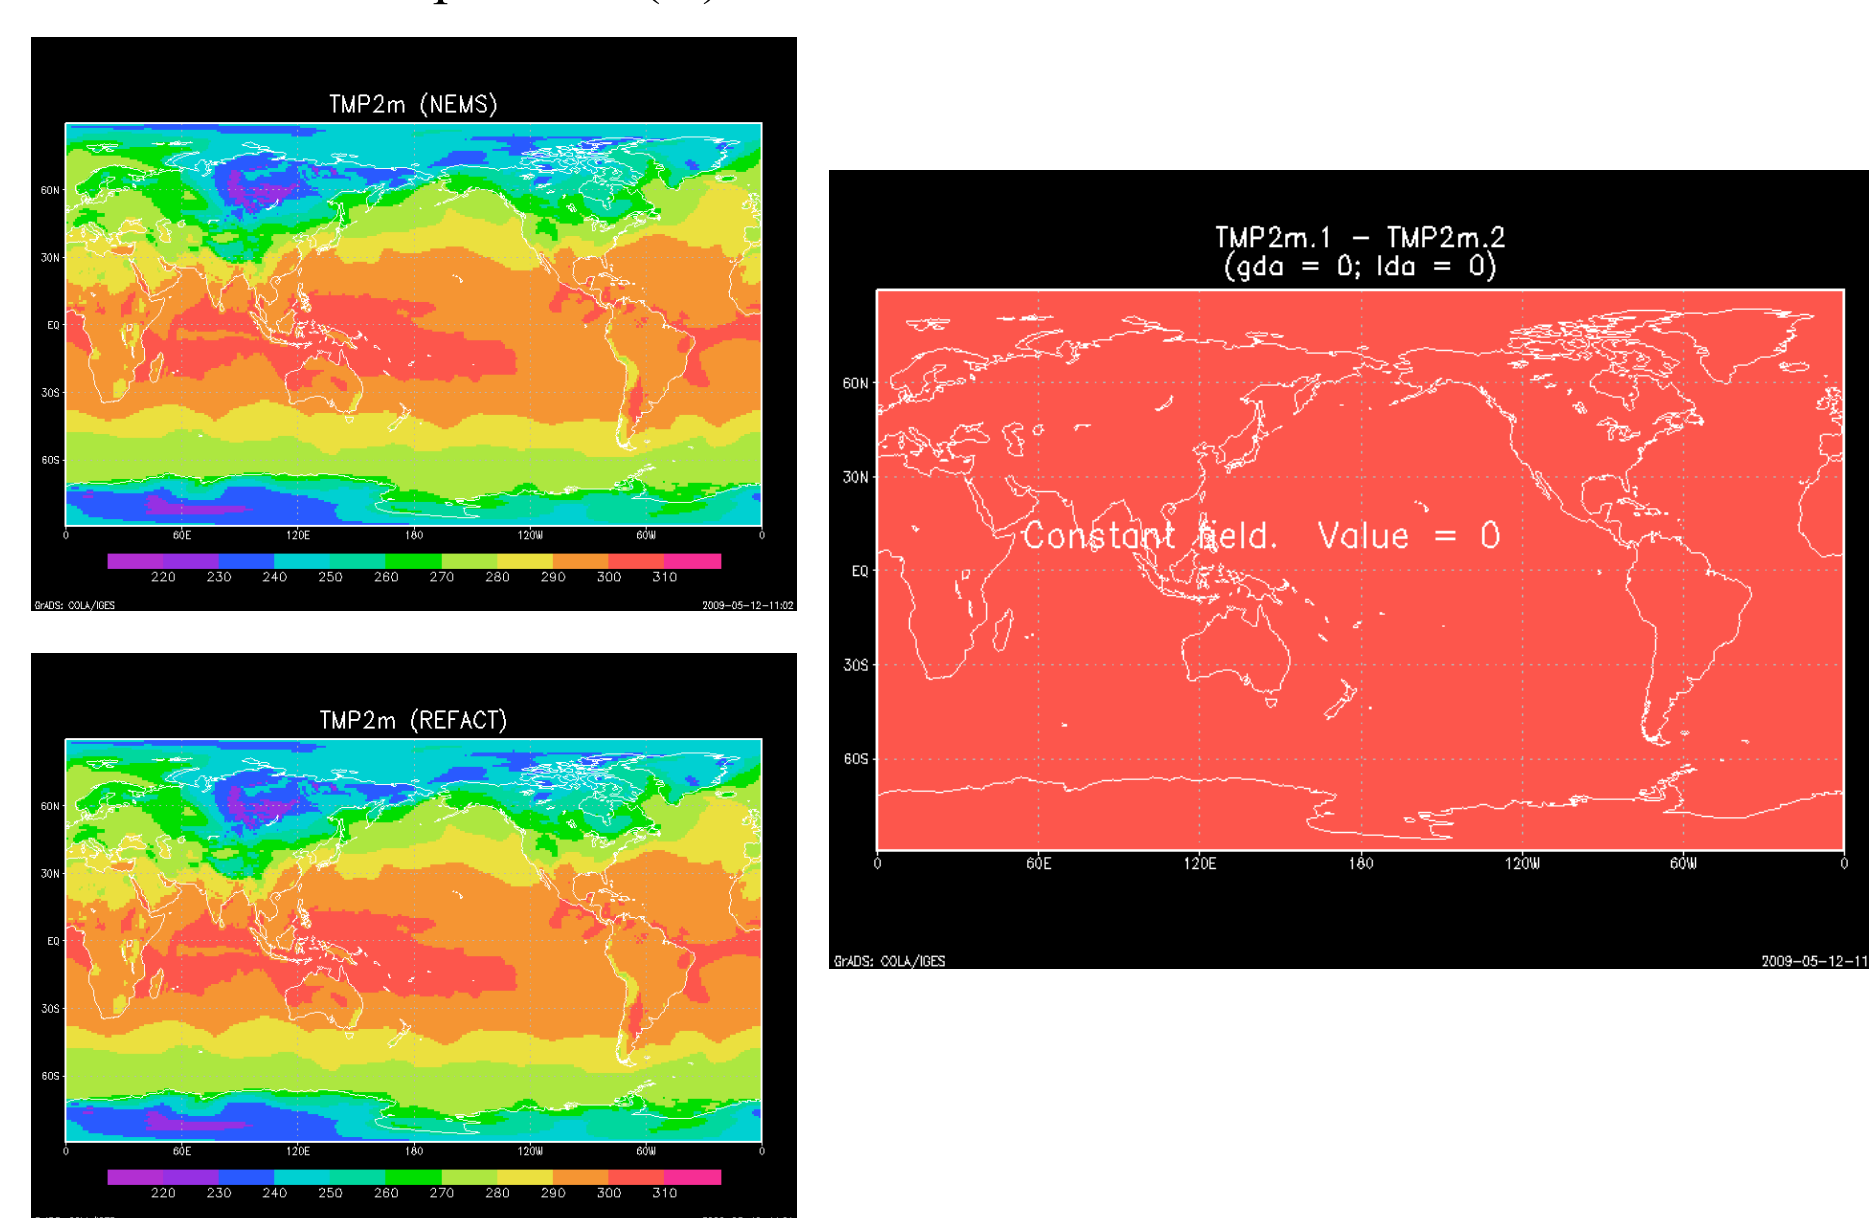 TMP2m (NEMS)
60N
30N
EQ
30S
60S
0 60E 120E 180 120W 60W 0
220 230 240 250 260 270 280 290 300 310
GrADS: COLA/IGES 2009-05-12-11:02
TMP2m (REFACT)
60N
30N
EQ
30S
60S
0 60E 120E 180 120W 60W 0
220 230 240 250 260 270 280 290 300 310
TMP2m.1 - TMP2m.2
(gda = 0; lda = 0)
60N
30N
Constant field. Value = 0
EQ
30S
60S
0 60E 120E 180 120W 60W 0
GrADS: COLA/IGES 2009-05-12-11